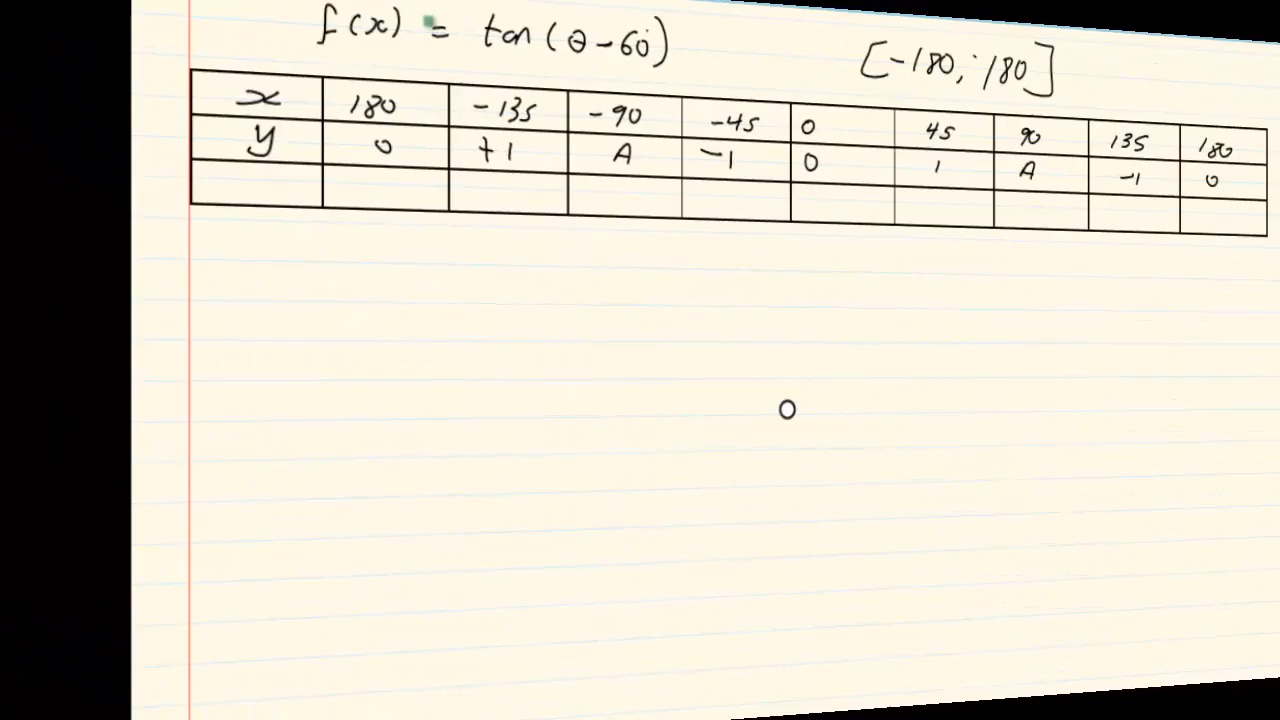 f(x) = tan(θ-60°)
[-180; 180]
x 180 -135 -90 -45 0 45 90 135 180
y 0 +1 A -1 0 1 A -1 0
0